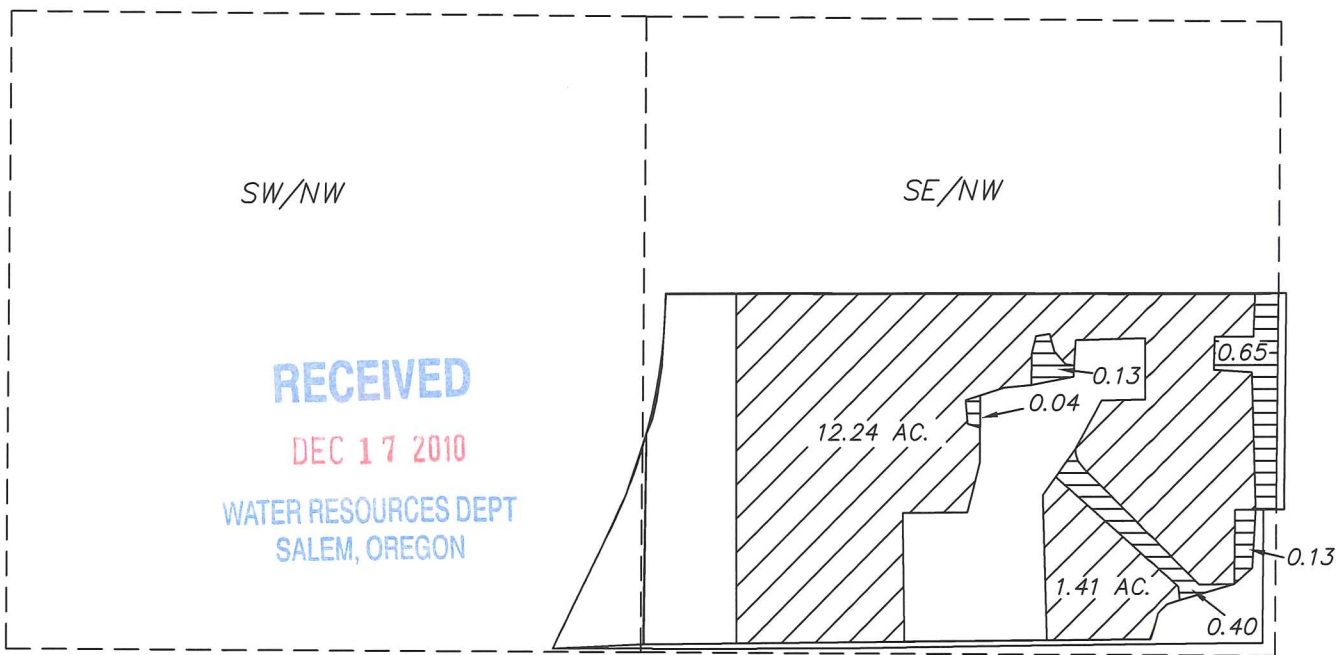 SW/NW
SE/NW
RECEIVED
DEC 17 2010
WATER RESOURCES DEPT
SALEM, OREGON
0.65
0.13
0.04
12.24 AC.
0.13
1.41 AC.
0.40